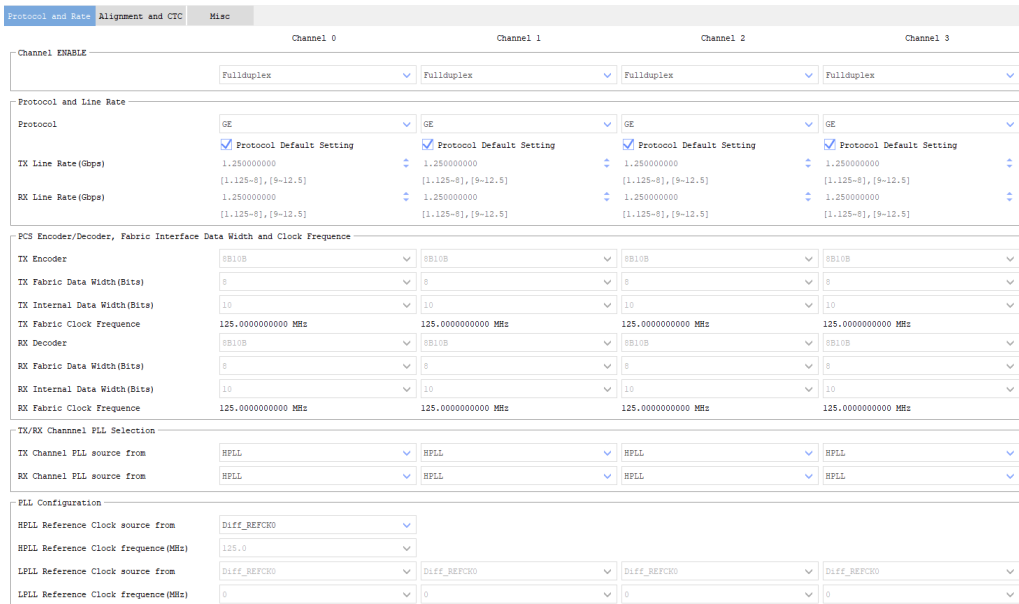 Protocol and Rate Alignment and CTC Misc
Channel 0 Channel 1 Channel 2 Channel 3
Channel ENABLE
Fullduplex Fullduplex Fullduplex Fullduplex
Protocol and Line Rate
Protocol GE GE GE GE
Protocol Default Setting Protocol Default Setting Protocol Default Setting Protocol Default Setting
TX Line Rate(Gbps) 1.250000000 1.250000000 1.250000000 1.250000000
[1.125~8],[9~12.5] [1.125~8],[9~12.5] [1.125~8],[9~12.5] [1.125~8],[9~12.5]
RX Line Rate(Gbps) 1.250000000 1.250000000 1.250000000 1.250000000
[1.125~8],[9~12.5] [1.125~8],[9~12.5] [1.125~8],[9~12.5] [1.125~8],[9~12.5]
PCS Encoder/Decoder, Fabric Interface Data Width and Clock Frequence
TX Encoder 8B10B 8B10B 8B10B 8B10B
TX Fabric Data Width(Bits) 8 8 8 8
TX Internal Data Width(Bits) 10 10 10 10
TX Fabric Clock Frequence 125.0000000000 MHz 125.0000000000 MHz 125.0000000000 MHz 125.0000000000 MHz
RX Decoder 8B10B 8B10B 8B10B 8B10B
RX Fabric Data Width(Bits) 8 8 8 8
RX Internal Data Width(Bits) 10 10 10 10
RX Fabric Clock Frequence 125.0000000000 MHz 125.0000000000 MHz 125.0000000000 MHz 125.0000000000 MHz
TX/RX Channnel PLL Selection
TX Channel PLL source from HPLL HPLL HPLL HPLL
RX Channel PLL source from HPLL HPLL HPLL HPLL
PLL Configuration
HPLL Reference Clock source from Diff_REFCK0
HPLL Reference Clock frequence(MHz) 125.0
LPLL Reference Clock source from Diff_REFCK0 Diff_REFCK0 Diff_REFCK0 Diff_REFCK0
LPLL Reference Clock frequence(MHz) 0 0 0 0